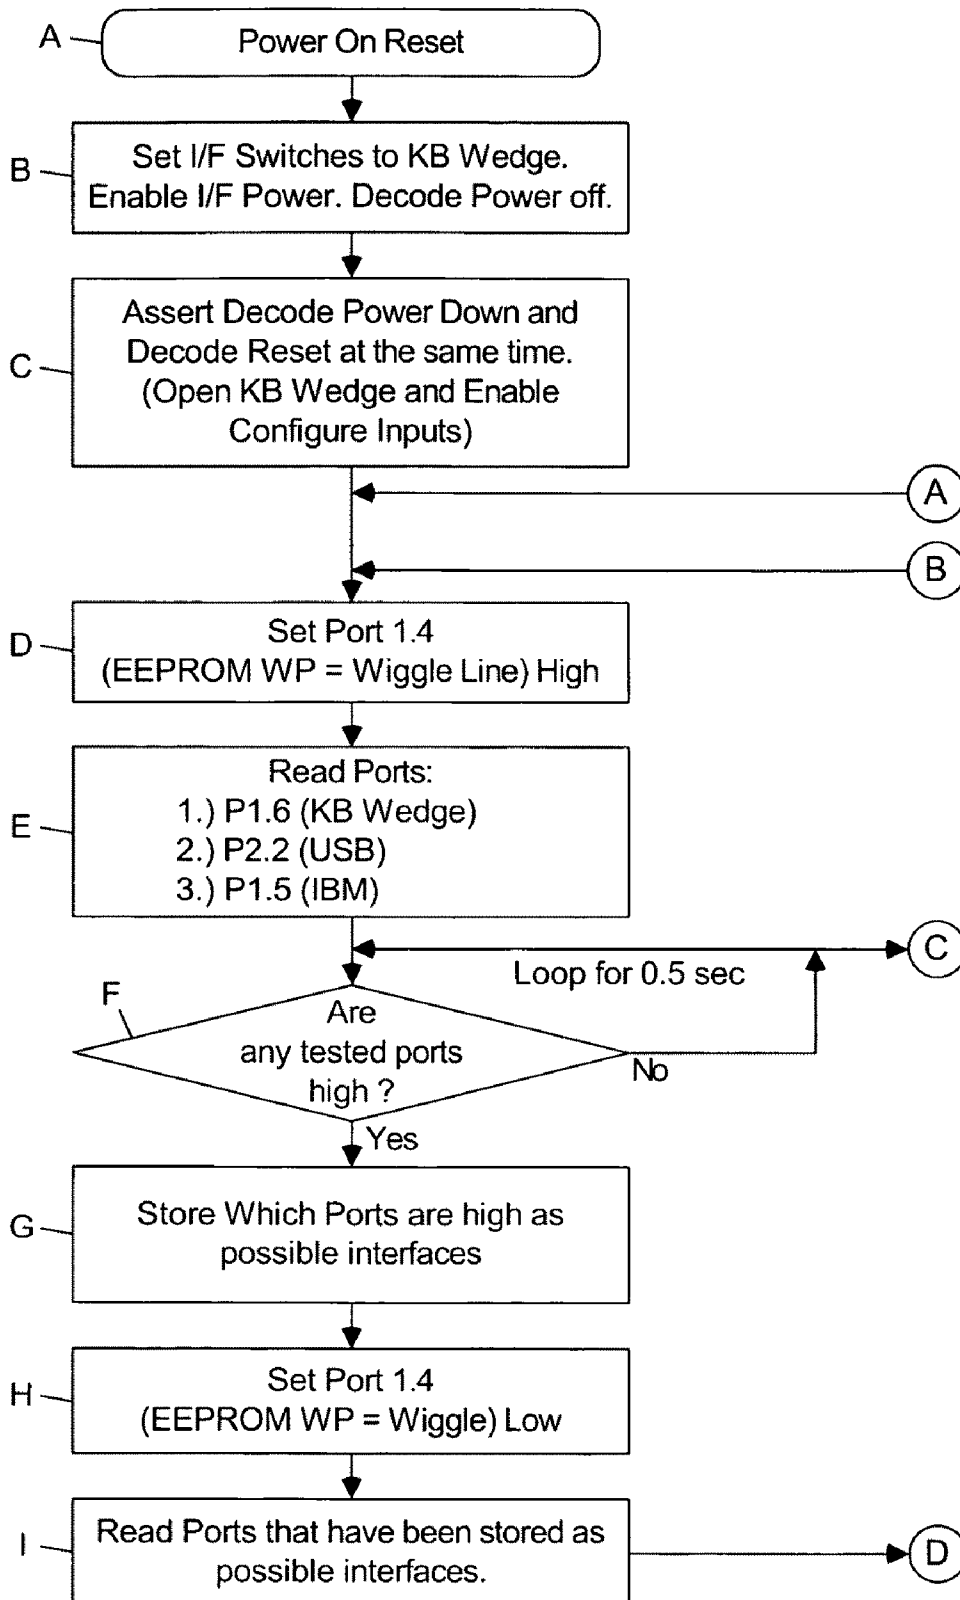 A
Power On Reset
B
Set I/F Switches to KB Wedge.
Enable I/F Power. Decode Power off.
C
Assert Decode Power Down and
Decode Reset at the same time.
(Open KB Wedge and Enable
Configure Inputs)
A
B
D
Set Port 1.4
(EEPROM WP = Wiggle Line) High
E
Read Ports:
1.) P1.6 (KB Wedge)
2.) P2.2 (USB)
3.) P1.5 (IBM)
C
Loop for 0.5 sec
F
Are
any tested ports
high ?
No
Yes
G
Store Which Ports are high as
possible interfaces
H
Set Port 1.4
(EEPROM WP = Wiggle) Low
I
Read Ports that have been stored as
possible interfaces.
D